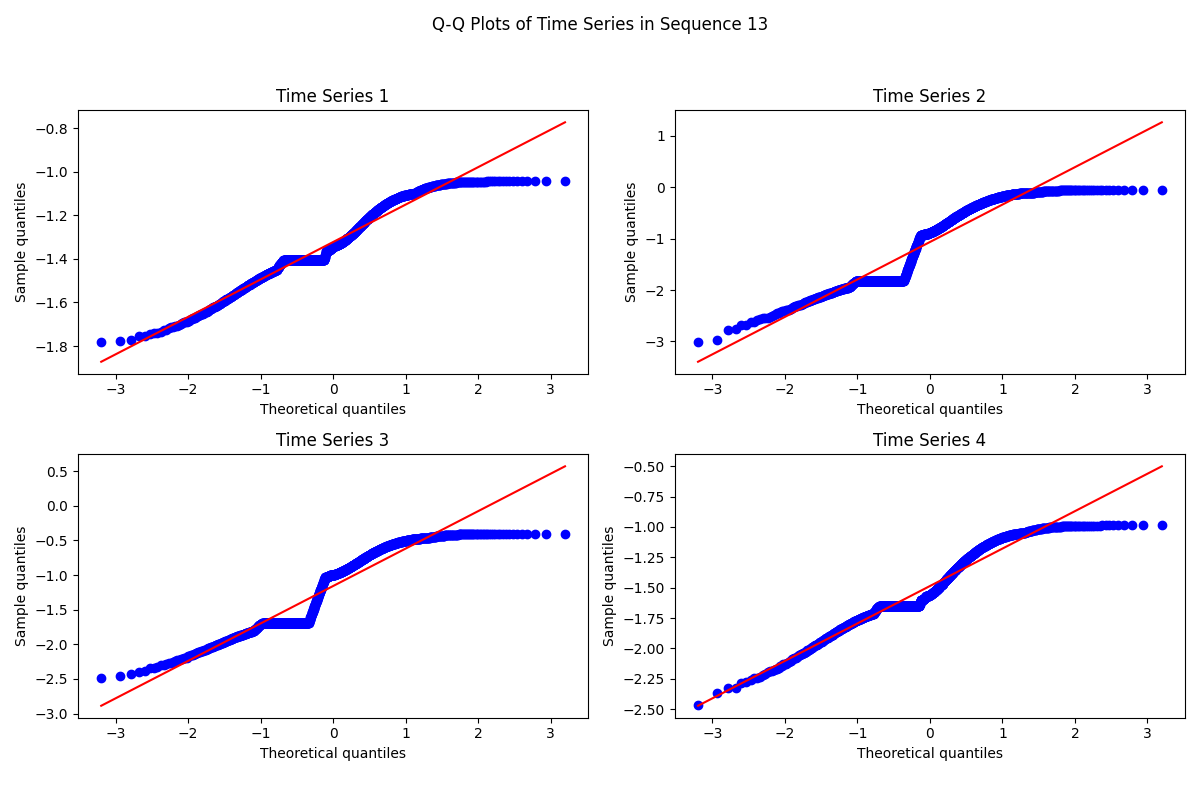 Q-Q Plots of Time Series in Sequence 13
Time Series 1
−0.8
−1.0
−1.2
−1.4
−1.6
−1.8
Sample quantiles
−3 −2 −1 0 1 2 3
Theoretical quantiles
Time Series 2
1
0
−1
−2
−3
Sample quantiles
−3 −2 −1 0 1 2 3
Theoretical quantiles
Time Series 3
0.5
0.0
−0.5
−1.0
−1.5
−2.0
−2.5
−3.0
Sample quantiles
−3 −2 −1 0 1 2 3
Theoretical quantiles
Time Series 4
−0.50
−0.75
−1.00
−1.25
−1.50
−1.75
−2.00
−2.25
−2.50
Sample quantiles
−3 −2 −1 0 1 2 3
Theoretical quantiles